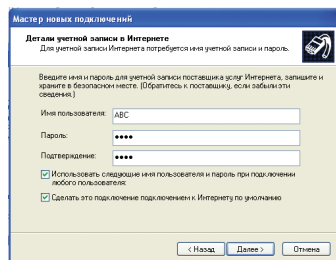 Мастер новых подключений
Детали учетной записи в Интернете
Для учетной записи Интернета потребуется имя учетной записи и пароль.
Введите имя и пароль для учетной записи поставщика услуг Интернета, запишите и
храните в безопасном месте. (Обратитесь к поставщику, если забыли эти
сведения.)
Имя пользователя: ABC
Пароль: ••••
Подтверждение: ••••
Использовать следующие имя пользователя и пароль при подключении
любого пользователя:
Сделать это подключение подключением к Интернету по умолчанию
< Назад Далее > Отмена